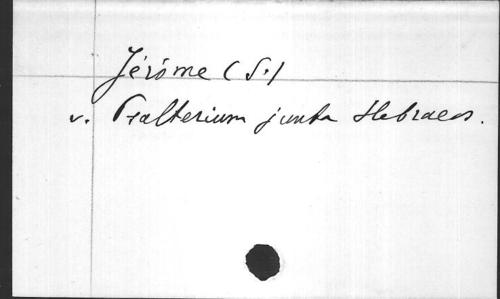 Jérôme (S.)
v. Psalterium juxta Hebraeos.